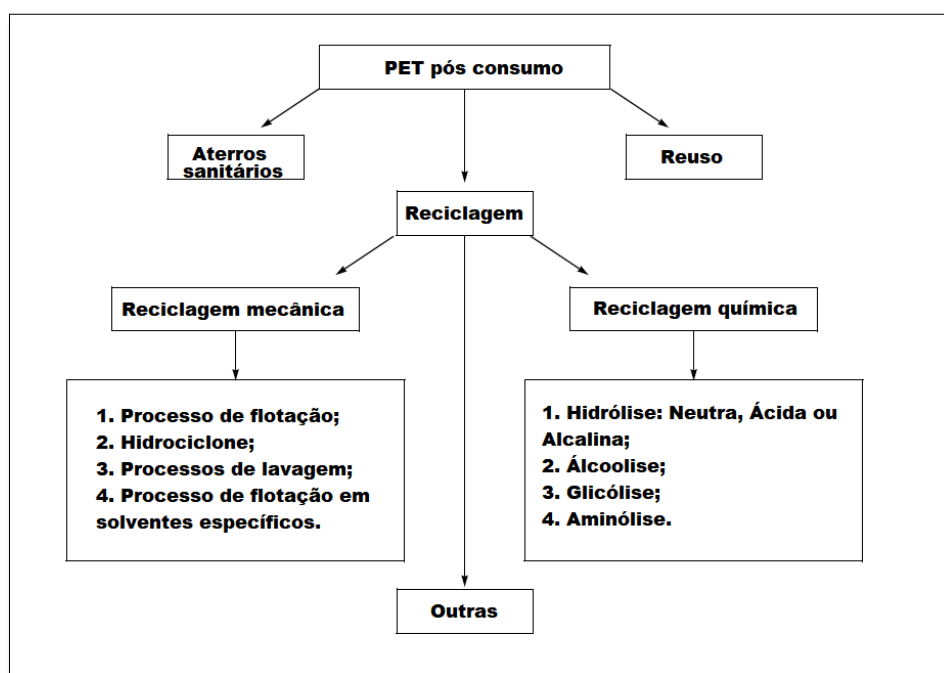 PET pós consumo
Aterros
sanitários
Reuso
Reciclagem
Reciclagem mecânica
Reciclagem química
1. Processo de flotação;
2. Hidrociclone;
3. Processos de lavagem;
4. Processo de flotação em
solventes específicos.
1. Hidrólise: Neutra, Ácida ou
Alcalina;
2. Álcoolise;
3. Glicólise;
4. Aminólise.
Outras